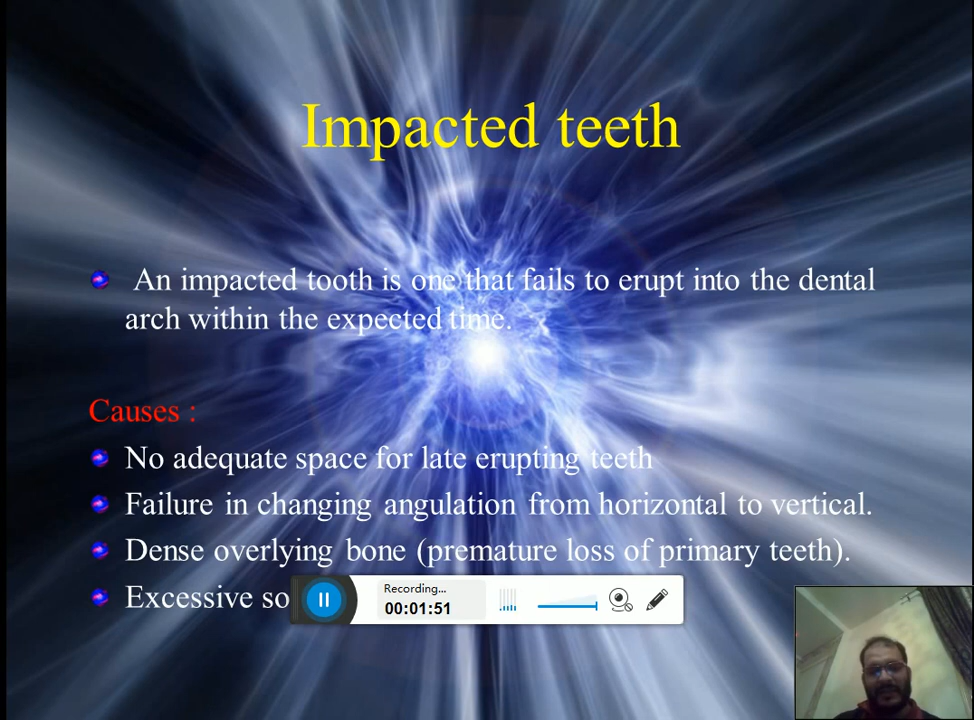 Impacted teeth
An impacted tooth is one that fails to erupt into the dental
arch within the expected time.
Causes :
No adequate space for late erupting teeth
Failure in changing angulation from horizontal to vertical.
Dense overlying bone (premature loss of primary teeth).
Excessive so
Recording...
00:01:51